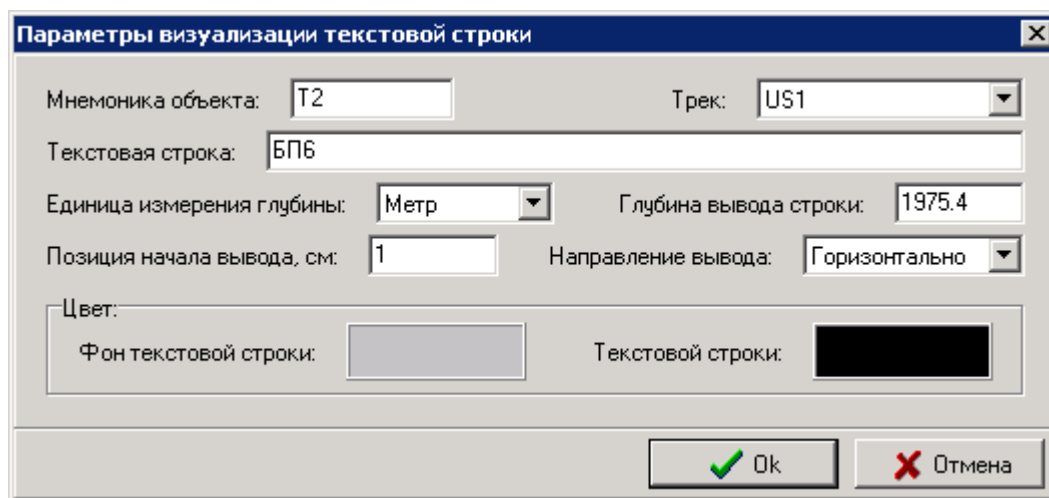 Параметры визуализации текстовой строки
Мнемоника объекта: T2 Трек: US1
Текстовая строка: БП6
Единица измерения глубины: Метр Глубина вывода строки: 1975.4
Позиция начала вывода, см: 1 Направление вывода: Горизонтально
Цвет:
Фон текстовой строки: Текстовой строки:
Ok Отмена